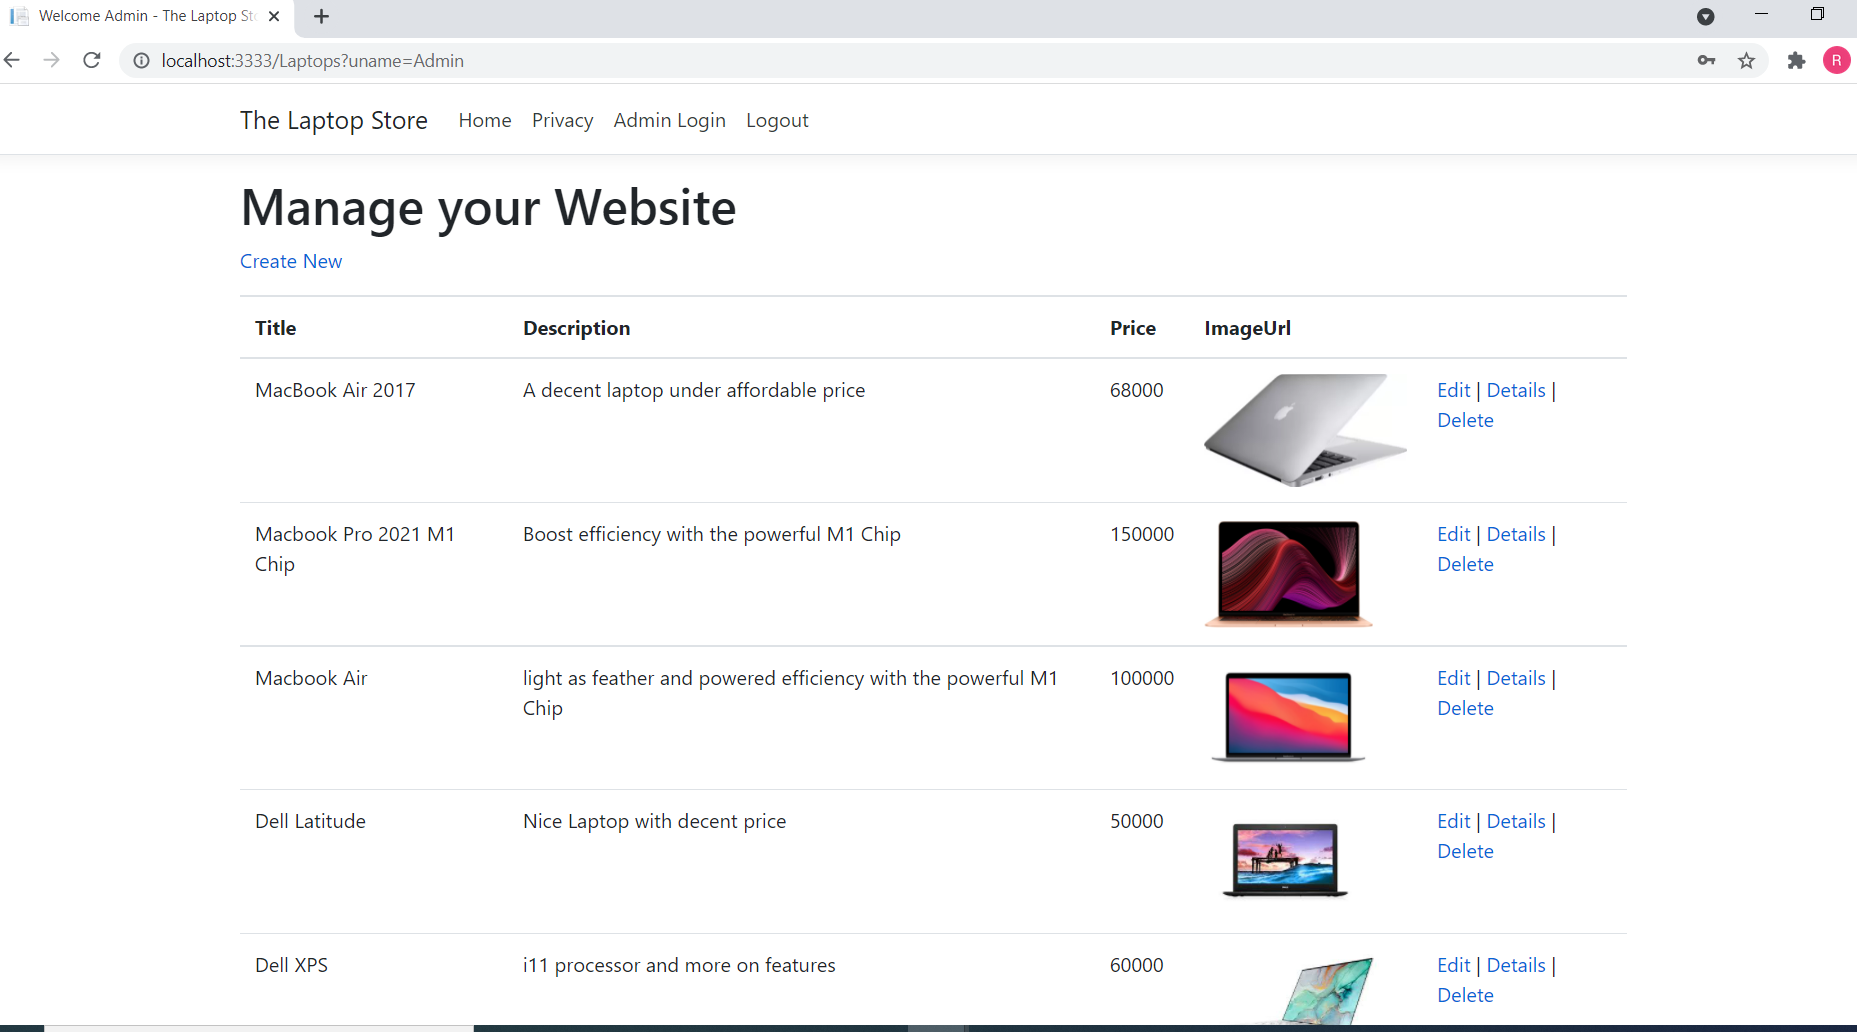 Welcome Admin - The Laptop Sto
localhost:3333/Laptops?uname=Admin
R
The Laptop Store Home Privacy Admin Login Logout
Manage your Website
Create New
Title Description Price ImageUrl
MacBook Air 2017 A decent laptop under affordable price 68000 Edit | Details |
Delete
Macbook Pro 2021 M1 Boost efficiency with the powerful M1 Chip 150000 Edit | Details |
Chip Delete
Macbook Air light as feather and powered efficiency with the powerful M1 100000 Edit | Details |
Chip Delete
Dell Latitude Nice Laptop with decent price 50000 Edit | Details |
Delete
Dell XPS i11 processor and more on features 60000 Edit | Details |
Delete